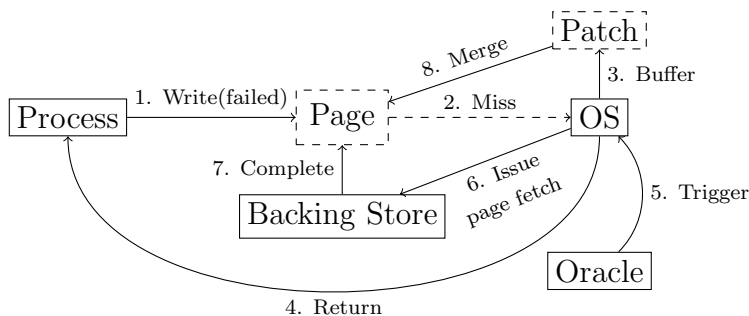 Patch
8. Merge
3. Buffer
1. Write(failed)
Process
Page
2. Miss
OS
7. Complete
6. Issue
page fetch
5. Trigger
Backing Store
Oracle
4. Return